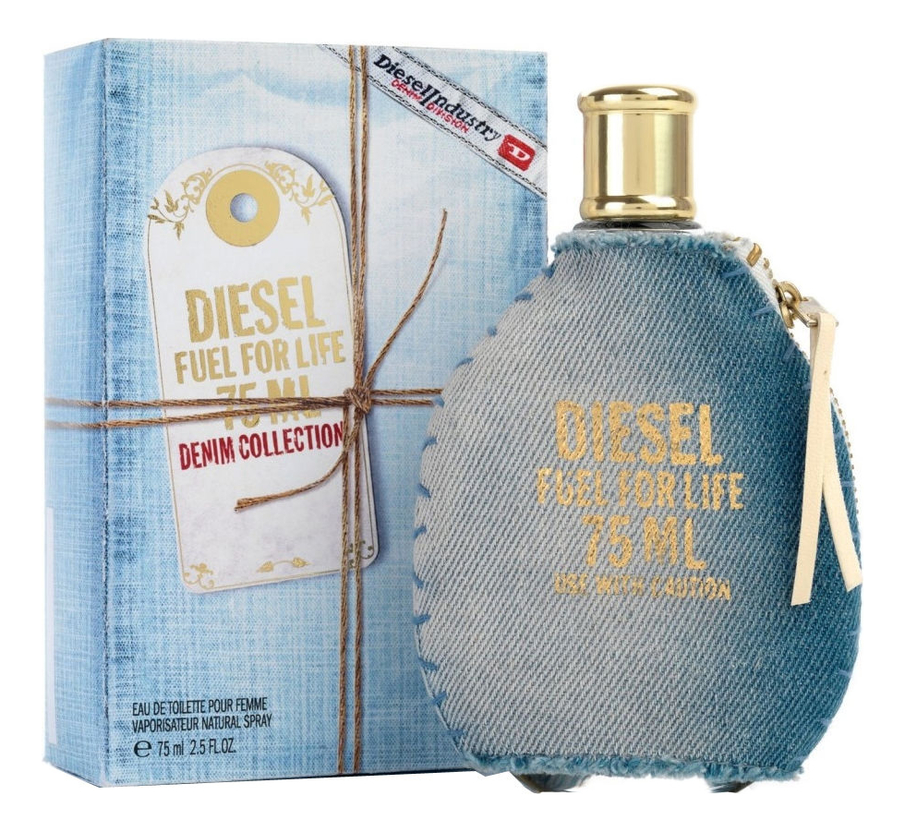 DieselIndustry
DENIM DIVISION
D
DIESEL
FUEL FOR LIFE
75 ML
DENIM COLLECTION
EAU DE TOILETTE POUR FEMME
VAPORISATEUR NATURAL SPRAY
e 75 ml 2.5 FL.OZ.
DIESEL
FUEL FOR LIFE
75 ML
USE WITH CAUTION